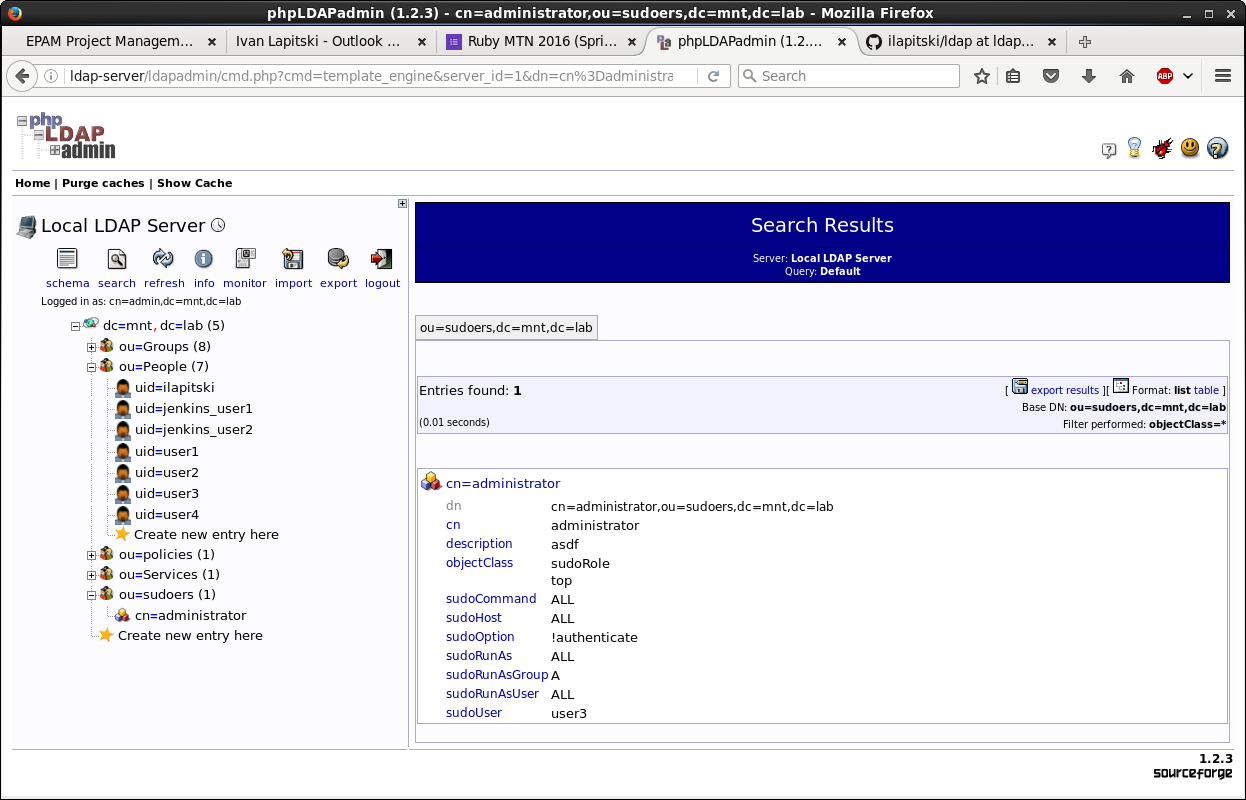 phpLDAPadmin (1.2.3) - cn=administrator,ou=sudoers,dc=mnt,dc=lab - Mozilla Firefox
EPAM Project Managem...
Ivan Lapitski - Outlook ...
Ruby MTN 2016 (Spri...
phpLDAPadmin (1.2....
ilapitski/ldap at ldap...
ldap-server/ldapadmin/cmd.php?cmd=template_engine&server_id=1&dn=cn%3Dadministra
Search
ABP
php
LDAP
admin
Home | Purge caches | Show Cache
Local LDAP Server
schema search refresh info monitor import export logout
Logged in as: cn=admin,dc=mnt,dc=lab
dc=mnt, dc=lab (5)
ou=Groups (8)
ou=People (7)
uid=ilapitski
uid=jenkins_user1
uid=jenkins_user2
uid=user1
uid=user2
uid=user3
uid=user4
Create new entry here
ou=policies (1)
ou=Services (1)
ou=sudoers (1)
cn=administrator
Create new entry here
Search Results
Server: Local LDAP Server
Query: Default
ou=sudoers,dc=mnt,dc=lab
Entries found: 1
[ export results ][ Format: list table ]
Base DN: ou=sudoers,dc=mnt,dc=lab
(0.01 seconds)
Filter performed: objectClass=*
cn=administrator
dn cn=administrator,ou=sudoers,dc=mnt,dc=lab
cn administrator
description asdf
objectClass sudoRole
top
sudoCommand ALL
sudoHost ALL
sudoOption !authenticate
sudoRunAs ALL
sudoRunAsGroup A
sudoRunAsUser ALL
sudoUser user3
1.2.3
sourceforge